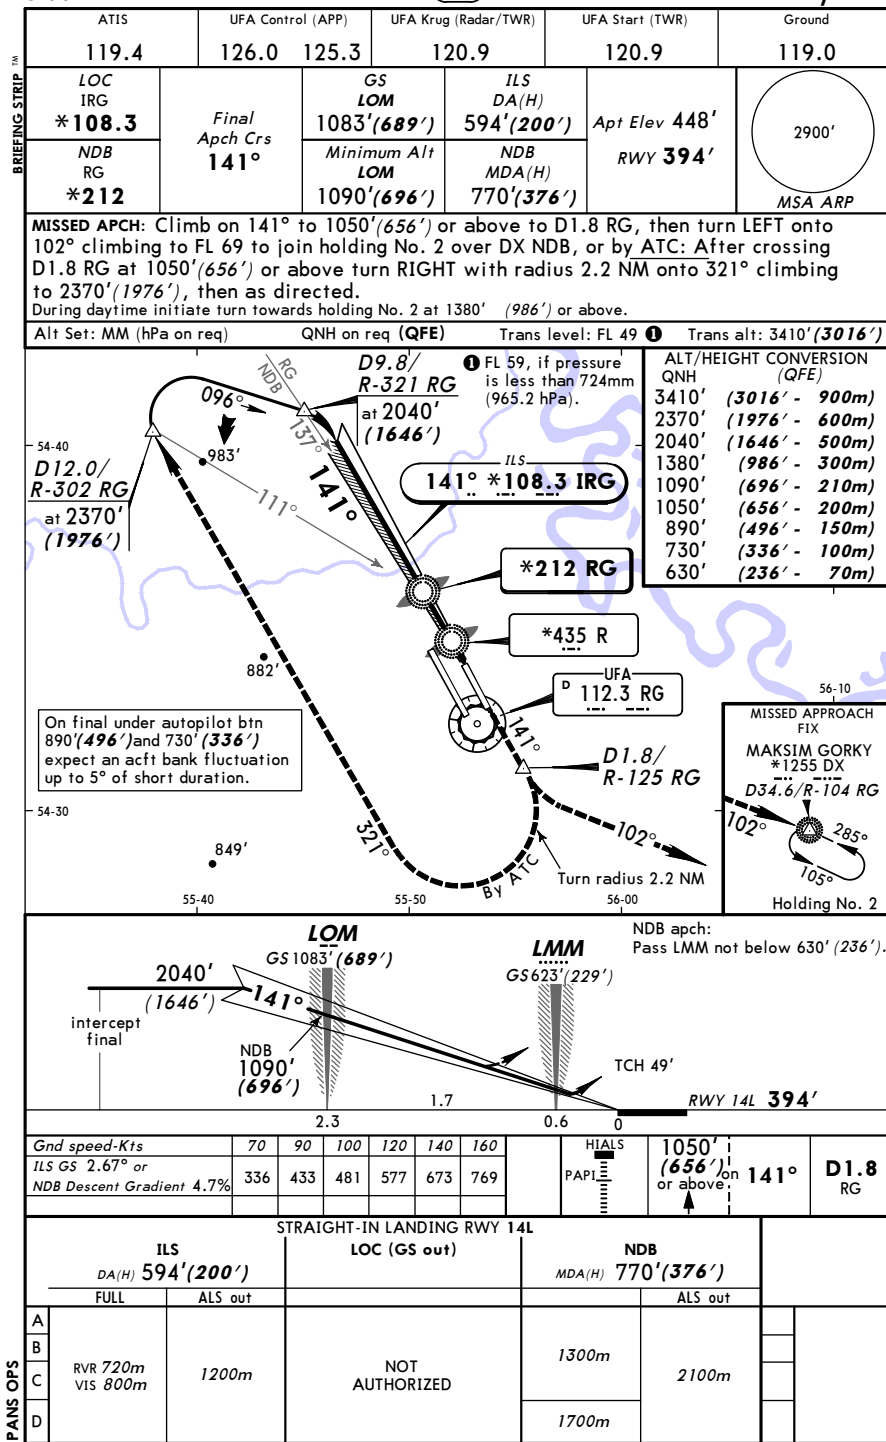 ATIS
119.4
UFA Control (APP)
126.0 125.3
UFA Krug (Radar/TWR)
120.9
UFA Start (TWR)
120.9
Ground
119.0
BRIEFING STRIP ™
LOC
IRG
*108.3
NDB
RG
*212
Final
Apch Crs
141°
GS
LOM
1083'(689')
Minimum Alt
LOM
1090'(696')
ILS
DA(H)
594'(200')
NDB
MDA(H)
770'(376')
Apt Elev 448'
RWY 394'
2900'
MSA ARP
MISSED APCH: Climb on 141° to 1050'(656') or above to D1.8 RG, then turn LEFT onto
102° climbing to FL 69 to join holding No. 2 over DX NDB, or by ATC: After crossing
D1.8 RG at 1050'(656') or above turn RIGHT with radius 2.2 NM onto 321° climbing
to 2370'(1976'), then as directed.
During daytime initiate turn towards holding No. 2 at 1380' (986') or above.
Alt Set: MM (hPa on req) QNH on req (QFE) Trans level: FL 49 ❶ Trans alt: 3410'(3016')
❶ FL 59, if pressure
is less than 724mm
(965.2 hPa).
ALT/HEIGHT CONVERSION
QNH (QFE)
3410' (3016' - 900m)
2370' (1976' - 600m)
2040' (1646' - 500m)
1380' (986' - 300m)
1090' (696' - 210m)
1050' (656' - 200m)
890' (496' - 150m)
730' (336' - 100m)
630' (236' - 70m)
RG
NDB
D9.8/
R-321 RG
at 2040'
(1646')
096°
137°
983'
54-40
D12.0/
R-302 RG
at 2370'
(1976')
111°
141°
ILS
141° *108.3 IRG
*212 RG
*435 R
UFA
D 112.3 RG
882'
On final under autopilot btn
890'(496')and 730'(336')
expect an acft bank fluctuation
up to 5° of short duration.
141°
D1.8/
R-125 RG
56-10
MISSED APPROACH
FIX
MAKSIM GORKY
*1255 DX
D34.6/R-104 RG
102°
285°
105°
Holding No. 2
54-30
849'
321°
By ATC
102°
Turn radius 2.2 NM
55-40
55-50
56-00
LOM
GS1083'(689')
LMM
GS623'(229')
NDB apch:
Pass LMM not below 630' (236').
2040'
(1646')
141°
intercept
final
NDB
1090'
(696')
TCH 49'
1.7
RWY 14L 394'
2.3
0.6
0
Gnd speed-Kts 70 90 100 120 140 160
ILS GS 2.67° or
NDB Descent Gradient 4.7% 336 433 481 577 673 769
HIALS
PAPI
1050'
(656')
or above
on 141°
D1.8
RG
STRAIGHT-IN LANDING RWY 14L
ILS
DA(H) 594'(200')
LOC (GS out)
NDB
MDA(H) 770'(376')
FULL
ALS out
ALS out
A
B
C
D
RVR 720m
VIS 800m
1200m
NOT
AUTHORIZED
1300m
1700m
2100m
PANS OPS